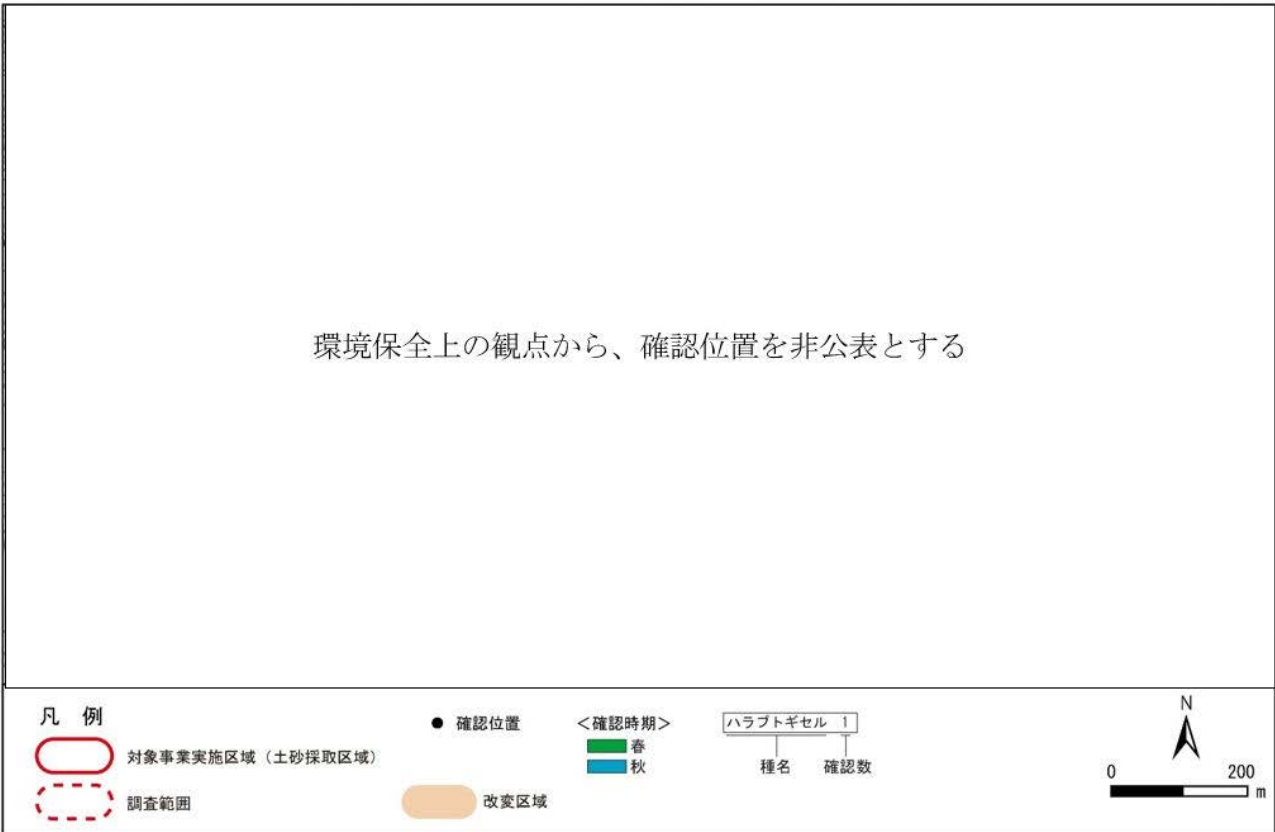 環境保全上の観点から、確認位置を非公表とする
凡 例
対象事業実施区域（土砂採取区域）
調査範囲
確認位置
改変区域
＜確認時期＞
春
秋
ハラブトギセル 1
種名 確認数
N
0 200
m